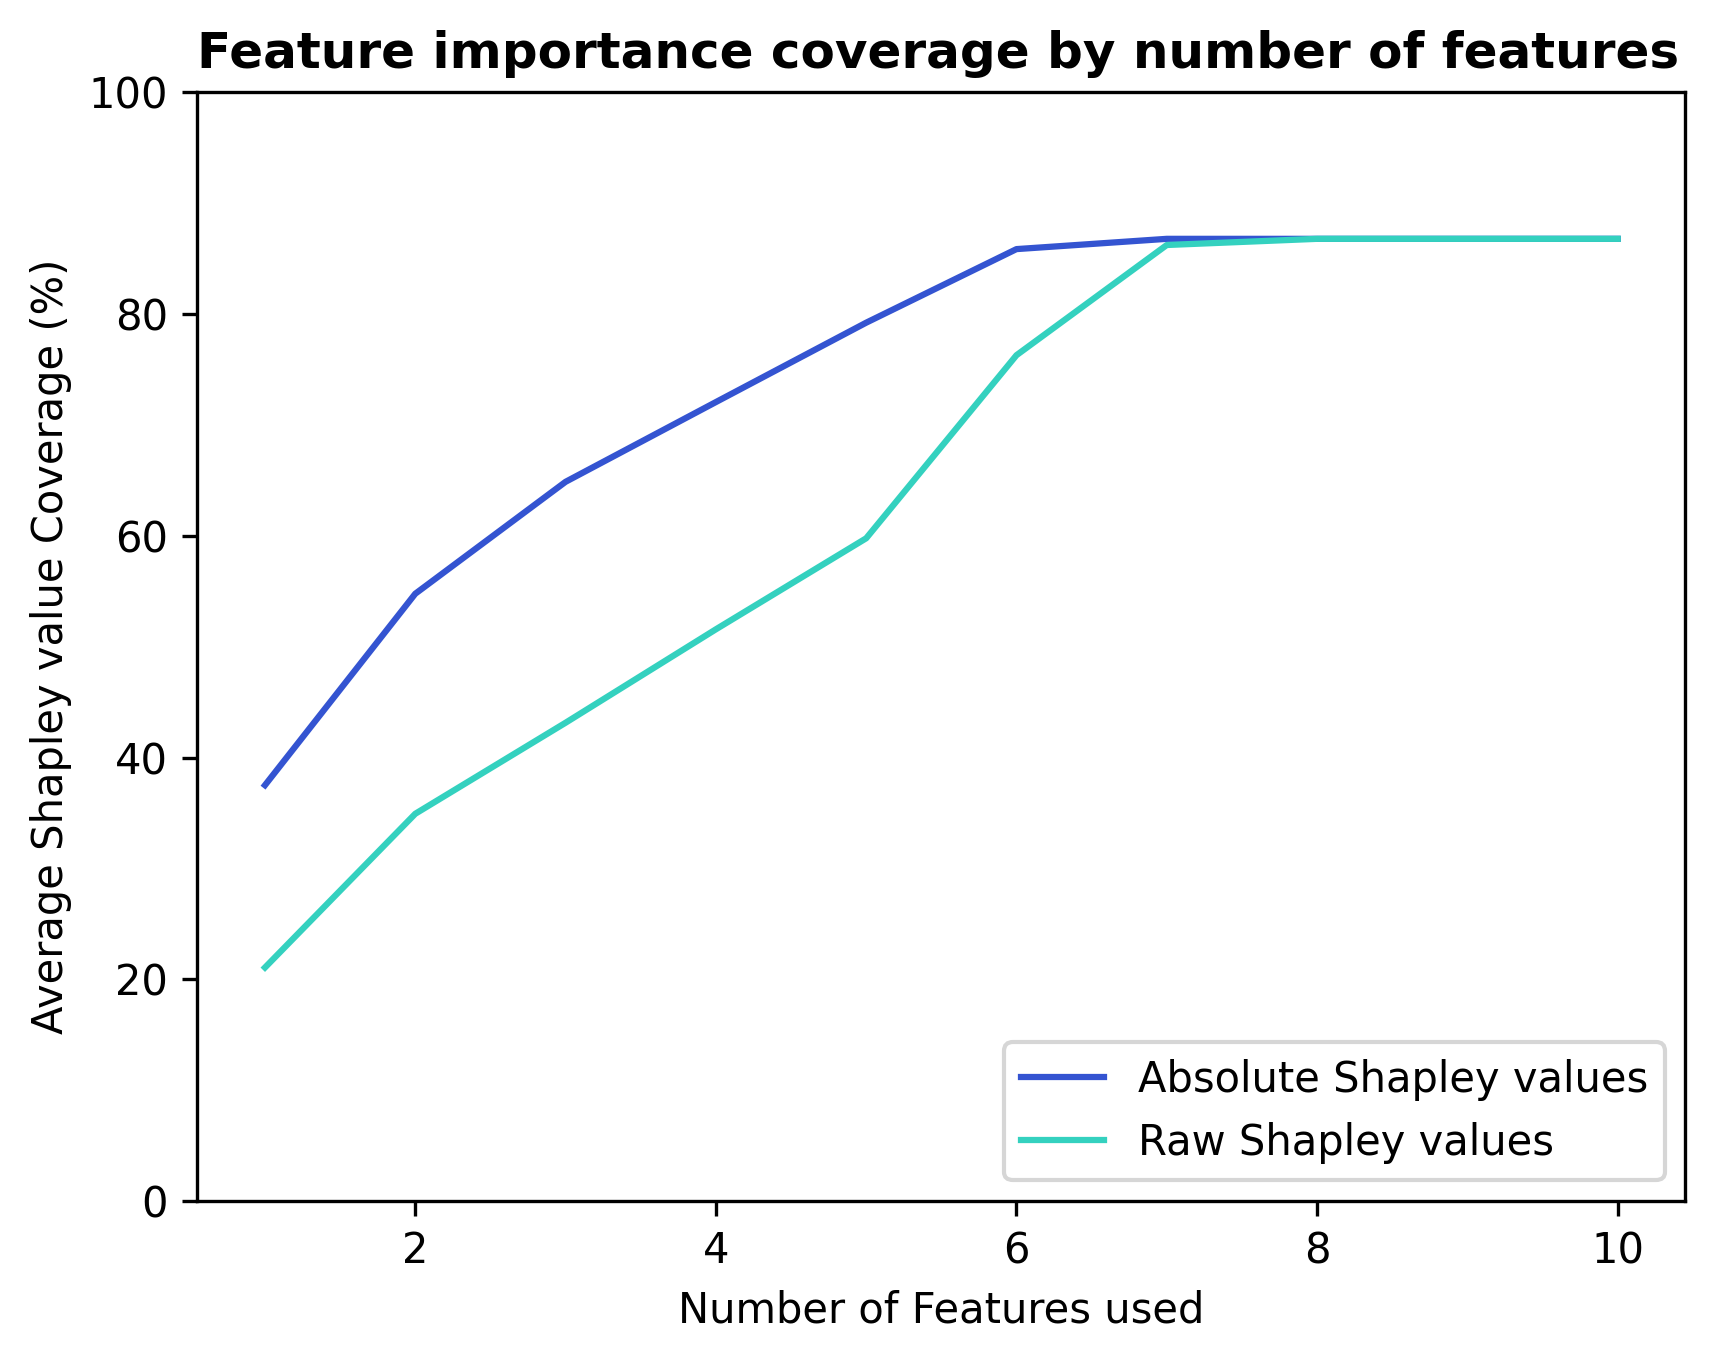 Feature importance coverage by number of features
100
80
60
40
20
0
Average Shapley value Coverage (%)
Absolute Shapley values
Raw Shapley values
2 4 6 8 10
Number of Features used